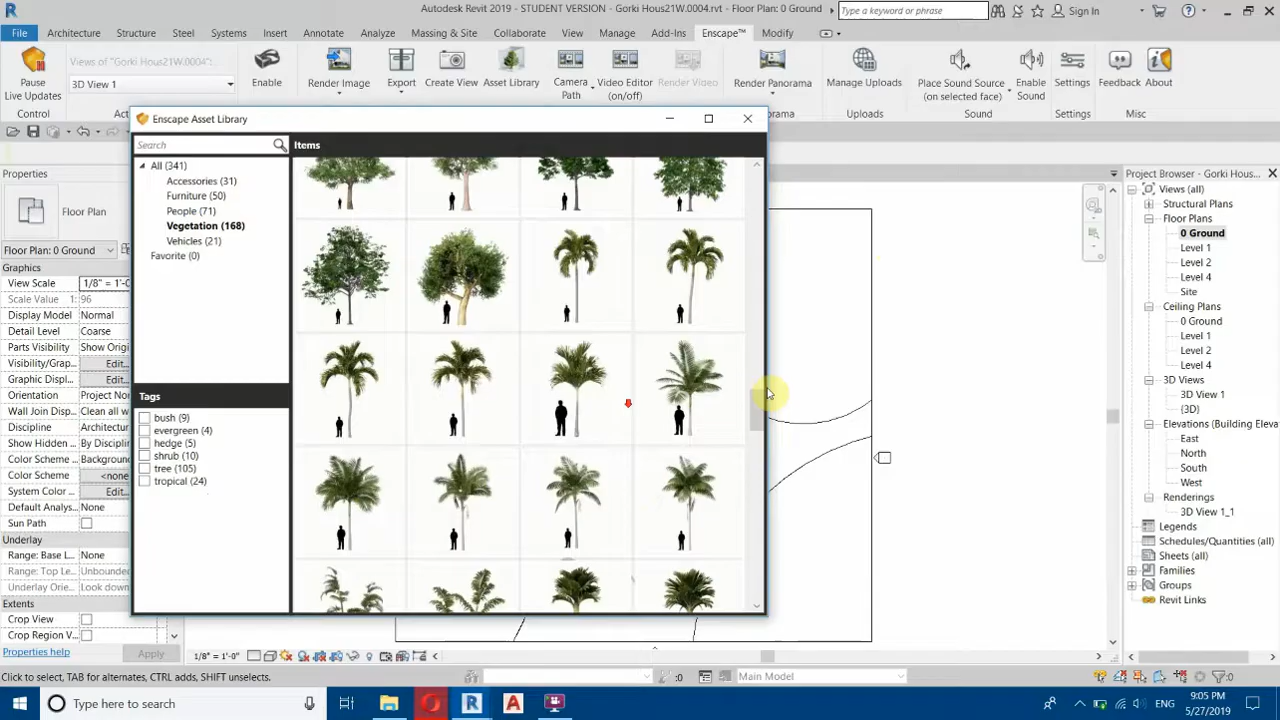 Autodesk Revit 2019 - STUDENT VERSION - Gorki Hous21W.0004.rvt - Floor Plan: 0 Ground
Type a keyword or phrase
Sign In
File
Architecture
Structure
Steel
Systems
Insert
Annotate
Analyze
Massing & Site
Collaborate
View
Manage
Add-Ins
Enscape™
Modify
Pause
Live Updates
Views of "Gorki Hous21W.0004":
3D View 1
Enable
Render Image
Export
Create View
Asset Library
Camera
Path
Video Editor
(on/off)
Render Video
Render Panorama
Manage Uploads
Place Sound Source
(on selected face)
Enable
Sound
Settings
Feedback
About
Control
Uploads
Sound
Settings
Misc
Enscape Asset Library
Search
Items
All (341)
Accessories (31)
Furniture (50)
People (71)
Vegetation (168)
Vehicles (21)
Favorite (0)
Tags
bush (9)
evergreen (4)
hedge (5)
shrub (10)
tree (105)
tropical (24)
Properties
Floor Plan
Floor Plan: 0 Ground
Graphics
View Scale 1/8" = 1'-0"
Scale Value 1: 96
Display Model Normal
Detail Level Coarse
Parts Visibility Show Origi
Visibility/Grap... Edit...
Graphic Displ... Edit...
Orientation Project Nor
Wall Join Displ... Clean all w
Discipline
Show Hidden ... By Disciplin
Color Scheme ... Background
Color Scheme <none
System Color ... Edit...
Default Analys... None
Sun Path
Underlay
Range: Base L... None
Range: Top Le... Unbounded
Underlay Orie... Look down
Extents
Crop View
Crop Region V...
Properties help
Apply
Project Browser - Gorki Hous...
Views (all)
Structural Plans
Floor Plans
0 Ground
Level 1
Level 2
Level 4
Site
Ceiling Plans
0 Ground
Level 1
Level 2
Level 4
3D Views
3D View 1
{3D}
Elevations (Building Eleva
East
North
South
West
Renderings
3D View 1_1
Legends
Schedules/Quantities (all)
Sheets (all)
Families
Groups
Revit Links
1/8" = 1'-0"
Click to select, TAB for alternates, CTRL adds, SHIFT unselects.
:0
Main Model
:0
Type here to search
ENG
9:05 PM
5/27/2019